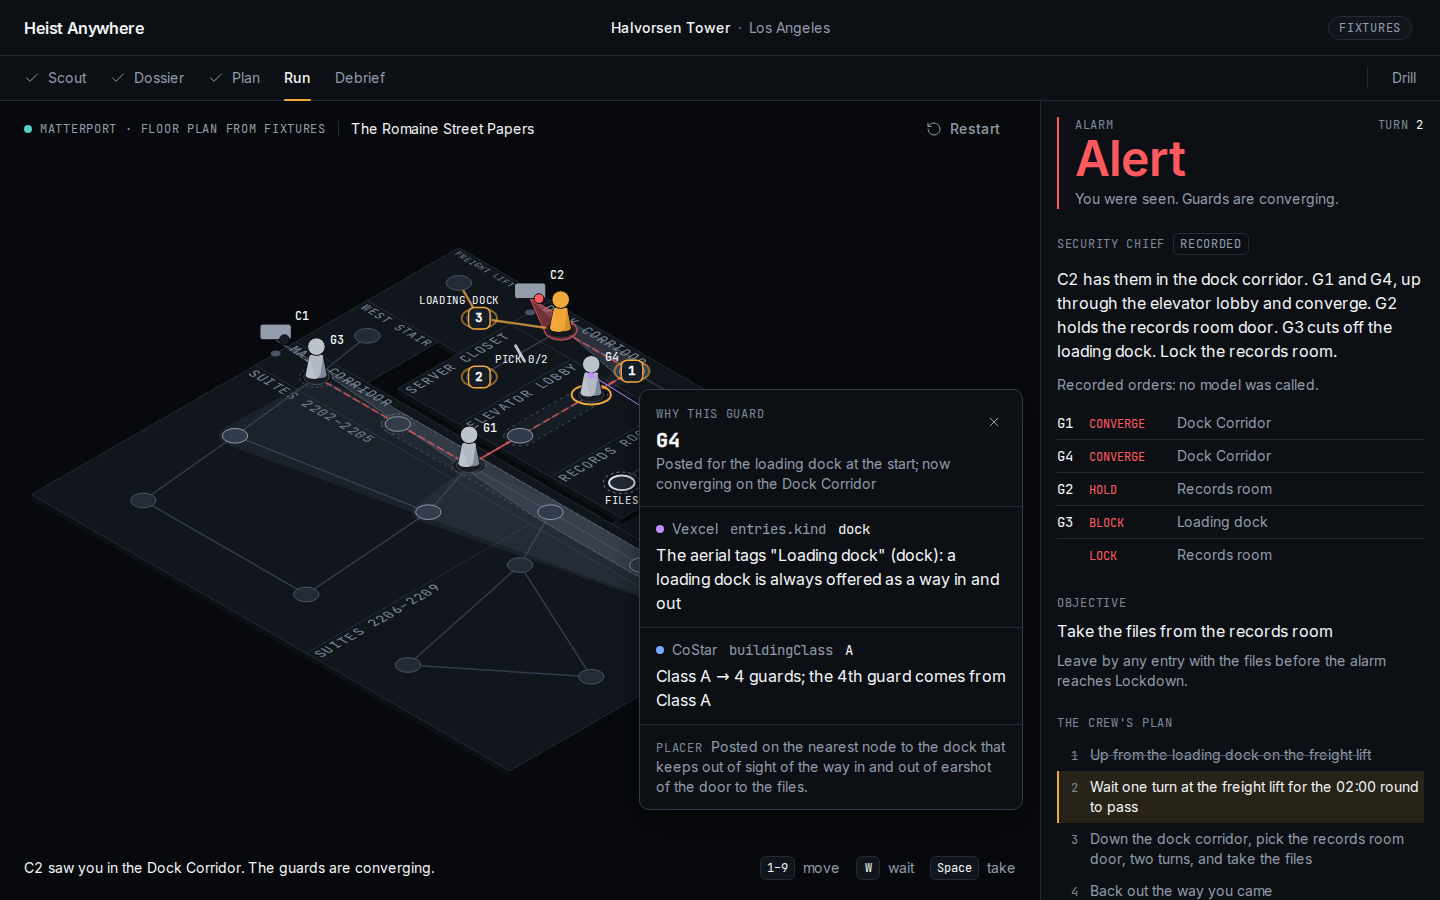 Heist Anywhere
Halvorsen Tower · Los Angeles
FIXTURES
Scout
Dossier
Plan
Run
Debrief
Drill
MATTERPORT · FLOOR PLAN FROM FIXTURES
The Romaine Street Papers
Restart
FREIGHT LIFT
C2
LOADING DOCK
3
C1
G3
WEST STAIR
CORRIDOR
SERVER CLOSET
PICK 0/2
2
G4
1
ELEVATOR LOBBY
CORRIDOR
SUITES 2202-2205
G1
FILES
SUITES 2206-2209
WHY THIS GUARD
G4
Posted for the loading dock at the start; now
converging on the Dock Corridor
Vexcel entries.kind dock
The aerial tags "Loading dock" (dock): a
loading dock is always offered as a way in and
out
CoStar buildingClass A
Class A → 4 guards; the 4th guard comes from
Class A
PLACER Posted on the nearest node to the dock that
keeps out of sight of the way in and out of earshot
of the door to the files.
C2 saw you in the Dock Corridor. The guards are converging.
1-9 move W wait Space take
ALARM
TURN 2
Alert
You were seen. Guards are converging.
SECURITY CHIEF RECORDED
C2 has them in the dock corridor. G1 and G4, up
through the elevator lobby and converge. G2
holds the records room door. G3 cuts off the
loading dock. Lock the records room.
Recorded orders: no model was called.
G1 CONVERGE Dock Corridor
G4 CONVERGE Dock Corridor
G2 HOLD Records room
G3 BLOCK Loading dock
LOCK Records room
OBJECTIVE
Take the files from the records room
Leave by any entry with the files before the alarm
reaches Lockdown.
THE CREW'S PLAN
1 Up from the loading dock on the freight lift
2 Wait one turn at the freight lift for the 02:00 round
to pass
3 Down the dock corridor, pick the records room
door, two turns, and take the files
4 Back out the way you came